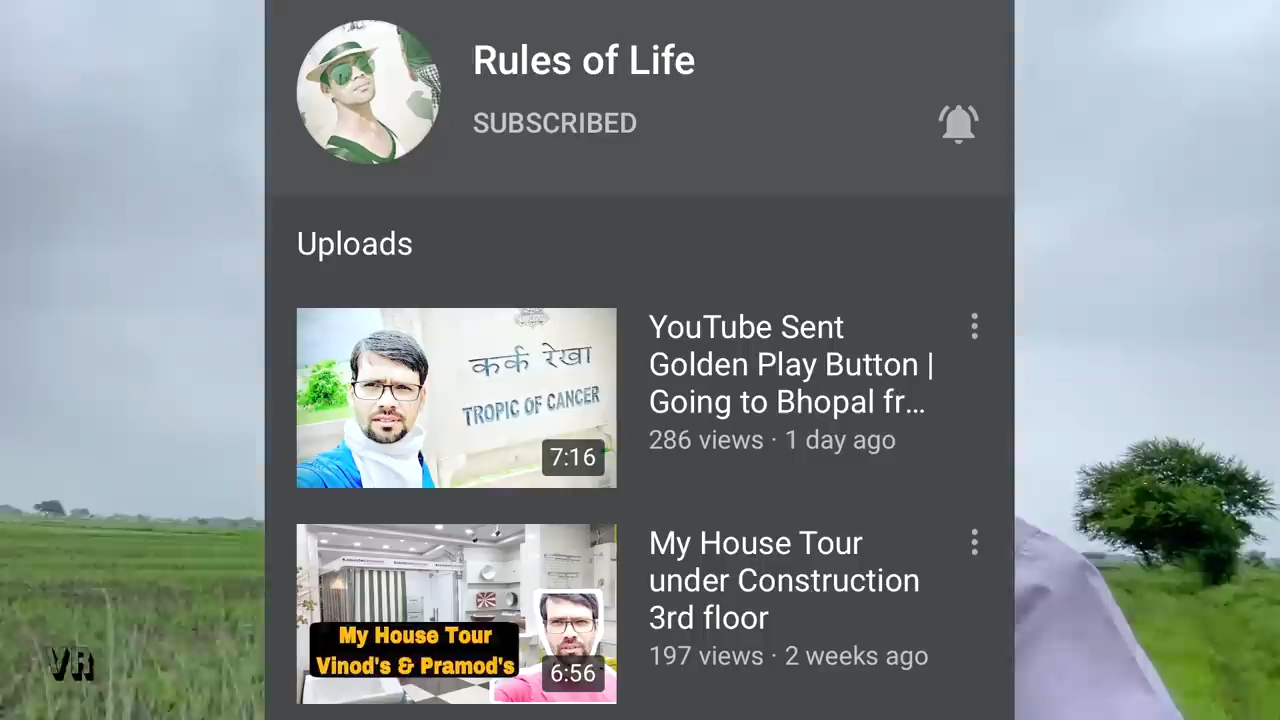 Rules of Life
SUBSCRIBED
Uploads
कर्क रेखा
TROPIC OF CANCER
7:16
YouTube Sent
Golden Play Button |
Going to Bhopal fr...
286 views · 1 day ago
My House Tour
Vinod's & Pramod's
6:56
My House Tour
under Construction
3rd floor
197 views · 2 weeks ago
VR